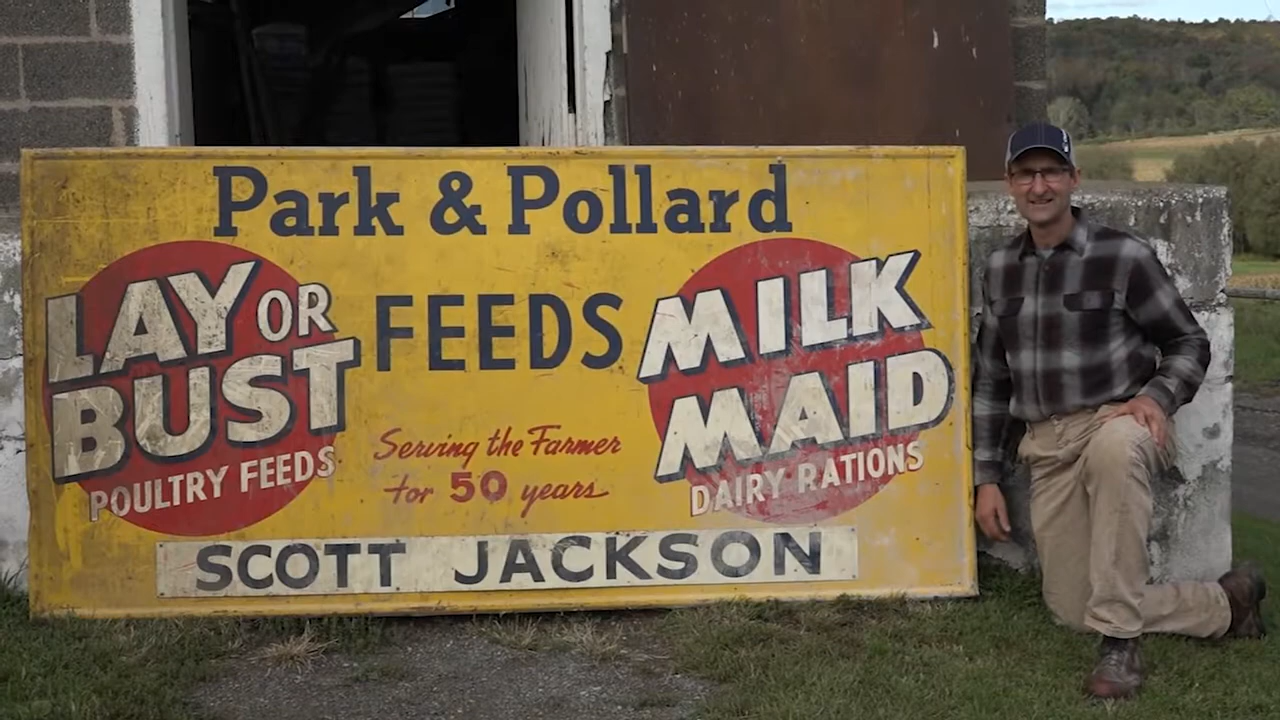 Park & Pollard
LAY OR
BUST
POULTRY FEEDS
FEEDS
Serving the Farmer
for 50 years
MILK
MAID
DAIRY RATIONS
SCOTT JACKSON